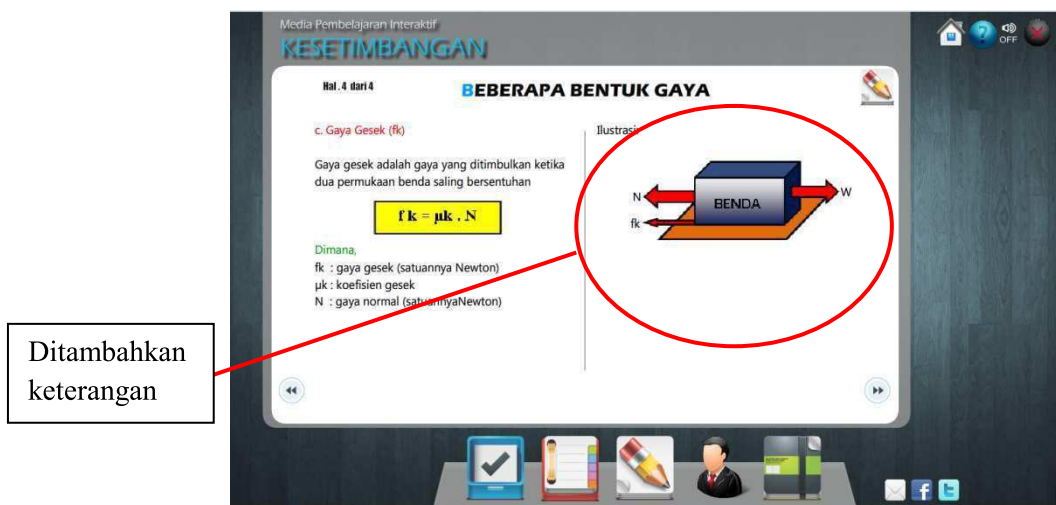 Media Pembelajaran Interaktif
KESETIMBANGAN
OFF
Hal. 4 dari 4
BEBERAPA BENTUK GAYA
c. Gaya Gesek (fk)
Gaya gesek adalah gaya yang ditimbulkan ketika
dua permukaan benda saling bersentuhan
f k = μk . N
Dimana,
fk : gaya gesek (satuannya Newton)
μk : koefisien gesek
N : gaya normal (satuannyaNewton)
Ilustrasi
N
W
BENDA
fk
Ditambahkan
keterangan